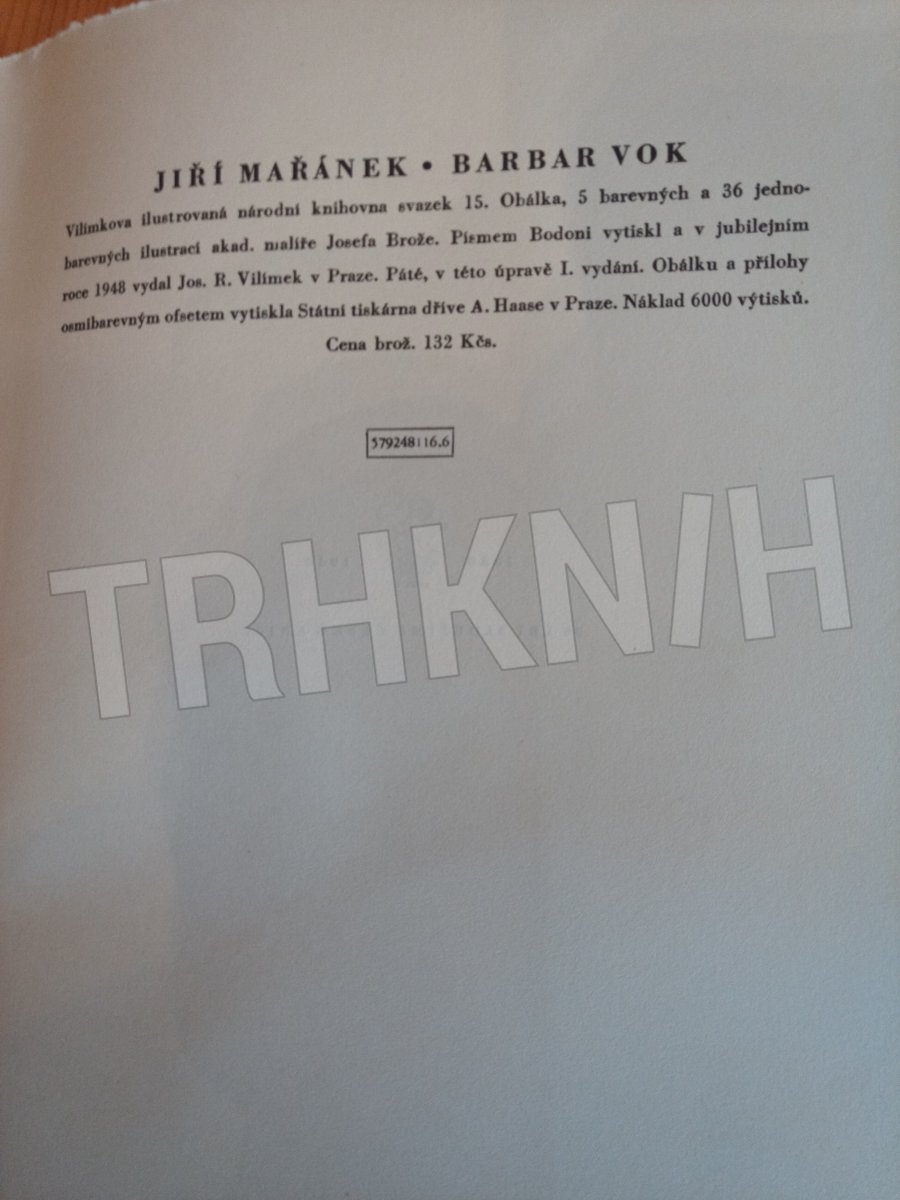 JIŘÍ MAŘÁNEK • BARBAR VOK
Vilímkova ilustrovaná národní knihovna svazek 15. Obálka, 5 barevných a 36 jedno-
barevných ilustrací akad. malíře Josefa Brože. Písmem Bodoni vytiskl a v jubilejním
roce 1948 vydal Jos. R. Vilímek v Praze. Páté, v této úpravě I. vydání. Obálku a přílohy
osmibarevným ofsetem vytiskla Státní tiskárna dříve A. Haase v Praze. Náklad 6000 výtisků.
Cena brož. 132 Kčs.
579248|16.6
TRHKNIH